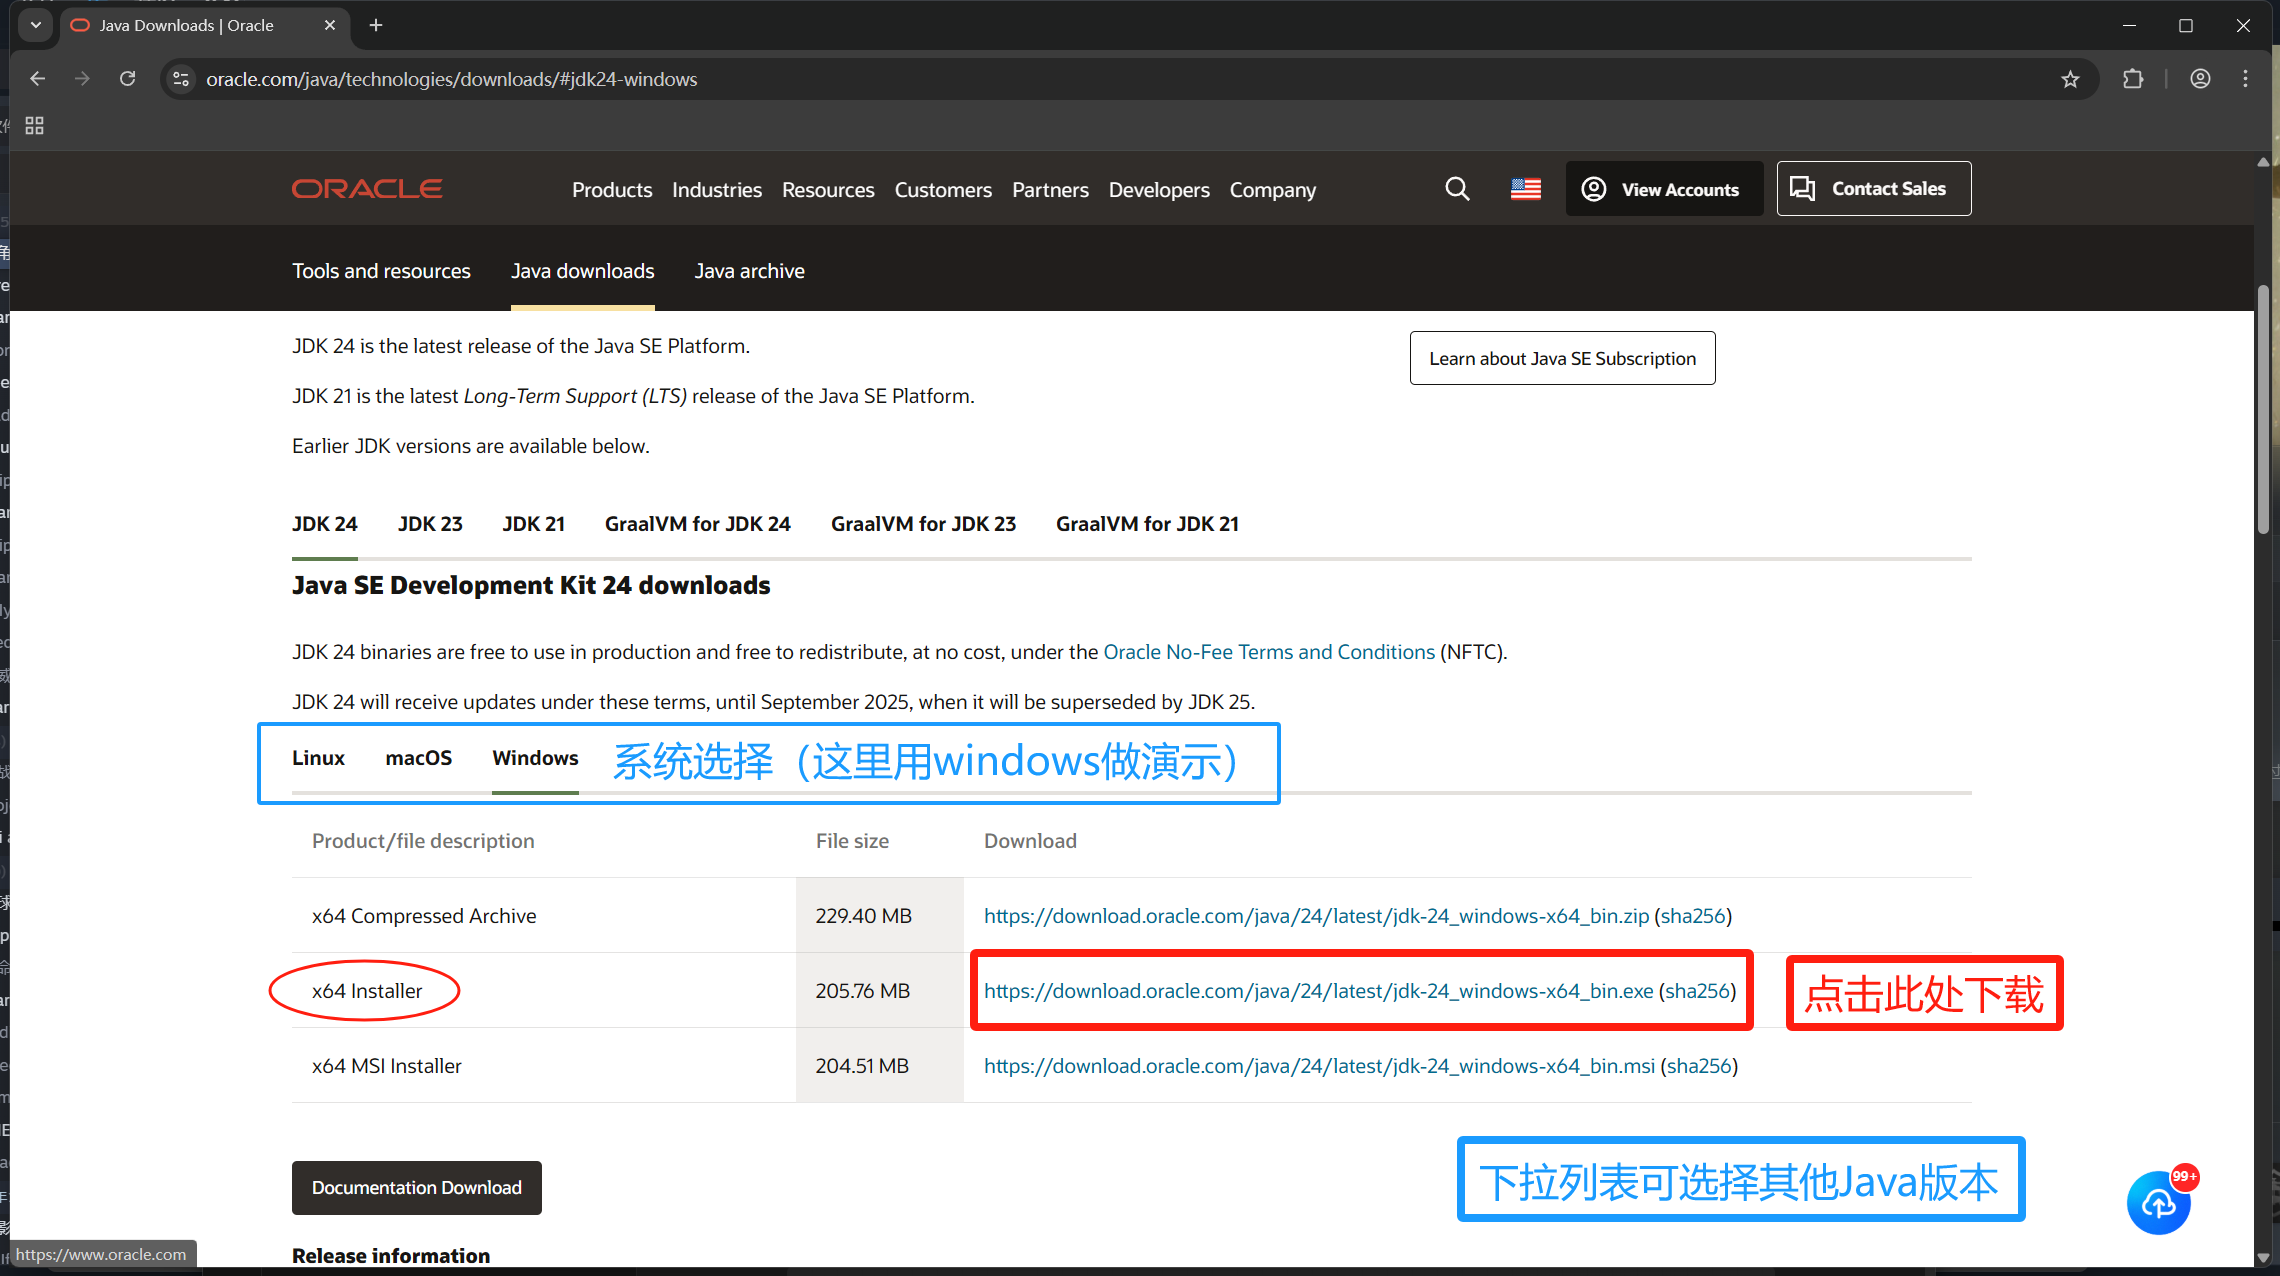 Java Downloads | Oracle
oracle.com/java/technologies/downloads/#jdk24-windows
ORACLE
Products Industries Resources Customers Partners Developers Company
View Accounts
Contact Sales
Tools and resources Java downloads Java archive
JDK 24 is the latest release of the Java SE Platform.
Learn about Java SE Subscription
JDK 21 is the latest Long-Term Support (LTS) release of the Java SE Platform.
Earlier JDK versions are available below.
JDK 24 JDK 23 JDK 21 GraalVM for JDK 24 GraalVM for JDK 23 GraalVM for JDK 21
Java SE Development Kit 24 downloads
JDK 24 binaries are free to use in production and free to redistribute, at no cost, under the Oracle No-Fee Terms and Conditions (NFTC).
JDK 24 will receive updates under these terms, until September 2025, when it will be superseded by JDK 25.
Linux macOS Windows 系统选择（这里用windows做演示）
Product/file description File size Download
x64 Compressed Archive 229.40 MB https://download.oracle.com/java/24/latest/jdk-24_windows-x64_bin.zip (sha256)
x64 Installer 205.76 MB https://download.oracle.com/java/24/latest/jdk-24_windows-x64_bin.exe (sha256) 点击此处下载
x64 MSI Installer 204.51 MB https://download.oracle.com/java/24/latest/jdk-24_windows-x64_bin.msi (sha256)
下拉列表可选择其他Java版本
99+
Documentation Download
Release information
https://www.oracle.com